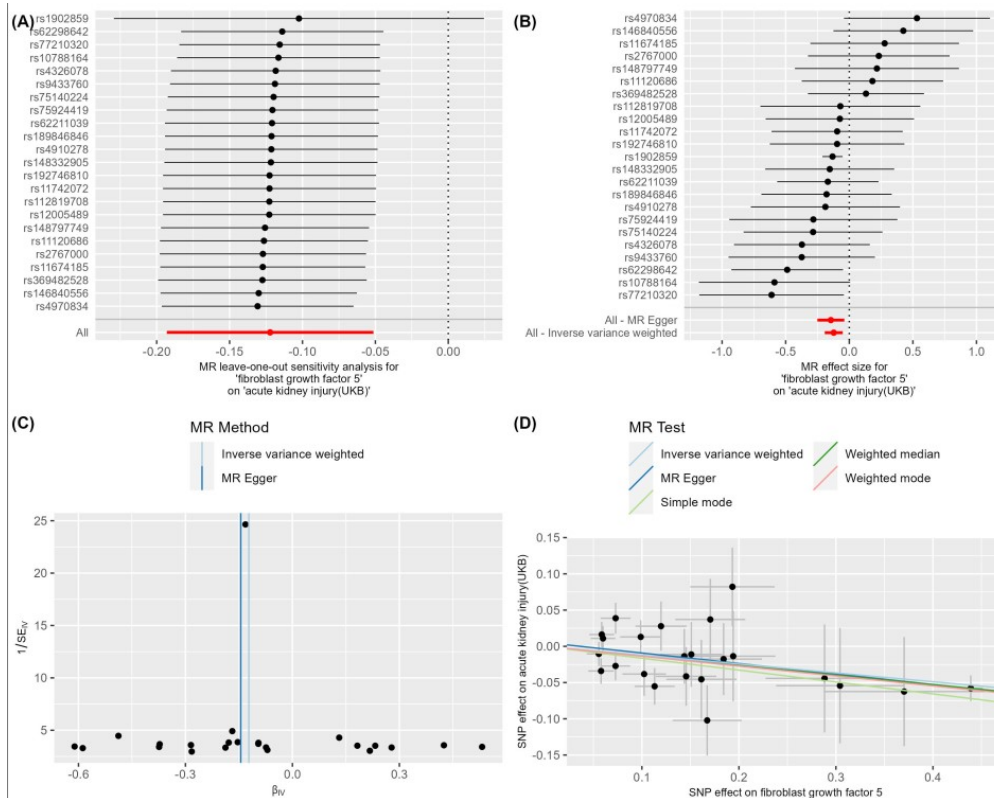 (A)
rs1902859
rs62298642
rs77210320
rs10788164
rs4326078
rs9433760
rs75140224
rs75924419
rs62211039
rs189846846
rs4910278
rs148332905
rs192746810
rs11742072
rs112819708
rs12005489
rs148797749
rs11120686
rs2767000
rs11674185
rs369482528
rs146840556
rs4970834
All
-0.20 -0.15 -0.10 -0.05 0.00
MR leave-one-out sensitivity analysis for
'fibroblast growth factor 5'
on 'acute kidney injury(UKB)'
(B)
rs4970834
rs146840556
rs11674185
rs2767000
rs148797749
rs11120686
rs369482528
rs112819708
rs12005489
rs11742072
rs192746810
rs1902859
rs148332905
rs62211039
rs189846846
rs4910278
rs75924419
rs75140224
rs4326078
rs9433760
rs62298642
rs10788164
rs77210320
All - MR Egger
All - Inverse variance weighted
-1.0 -0.5 0.0 0.5 1.0
MR effect size for
'fibroblast growth factor 5'
on 'acute kidney injury(UKB)'
(C)
MR Method
Inverse variance weighted
MR Egger
25
20
15
10
5
1/SE_IV
-0.6 -0.3 0.0 0.3
β_IV
(D)
MR Test
Inverse variance weighted
MR Egger
Simple mode
Weighted median
Weighted mode
SNP effect on acute kidney injury(UKB)
0.15
0.10
0.05
0.00
-0.05
-0.10
-0.15
0.1 0.2 0.3 0.4
SNP effect on fibroblast growth factor 5